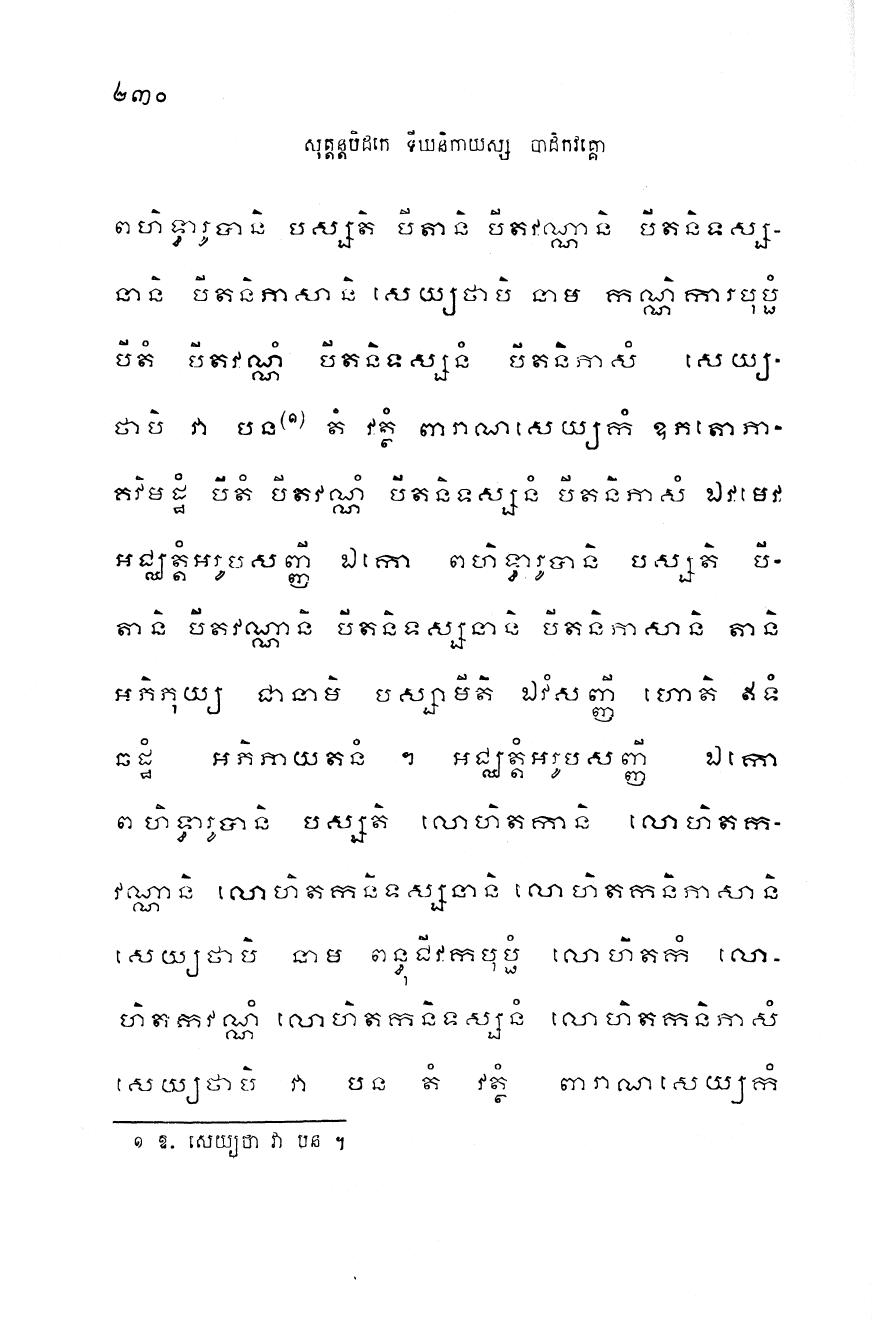 ២៣០
សុត្តន្តបិដកេ ទីឃនិកាយស្ស បាដិកវគ្គោ
ពហិទ្ធារូបានិ បស្សតិ បីតានិ បីតវណ្ណានិ បីតនិទស្ស-
នានិ បីតនិភាសានិ សេយ្យថាបិ នាម កណ្ណិការបុប្ផំ
បីតំ បីតវណ្ណំ បីតនិទស្សនំ បីតនិភាសំ សេយ្យ-
ថាបិ វា បន(១) តំ វត្ថំ ពារាណសេយ្យកំ ឧភតោភា-
គវិមដ្ឋំ បីតំ បីតវណ្ណំ បីតនិទស្សនំ បីតនិភាសំ ឯវមេវ
អជ្ឈត្តំអរូបសញ្ញី ឯកោ ពហិទ្ធារូបានិ បស្សតិ បី-
តានិ បីតវណ្ណានិ បីតនិទស្សនានិ បីតនិភាសានិ តានិ
អភិភុយ្យ ជានាមិ បស្សាមីតិ ឯវំសញ្ញី ហោតិ ឥទំ
ឆដ្ឋំ អភិភាយតនំ ។ អជ្ឈត្តំអរូបសញ្ញី ឯកោ
ពហិទ្ធារូបានិ បស្សតិ លោហិតកានិ លោហិតក-
វណ្ណានិ លោហិតកនិទស្សនានិ លោហិតកនិភាសានិ
សេយ្យថាបិ នាម ពន្ធុជីវកបុប្ផំ លោហិតកំ លោ-
ហិតកវណ្ណំ លោហិតកនិទស្សនំ លោហិតកនិភាសំ
សេយ្យថាបិ វា បន តំ វត្ថំ ពារាណសេយ្យកំ
១ ឱ. សេយ្យថា វា បន ។